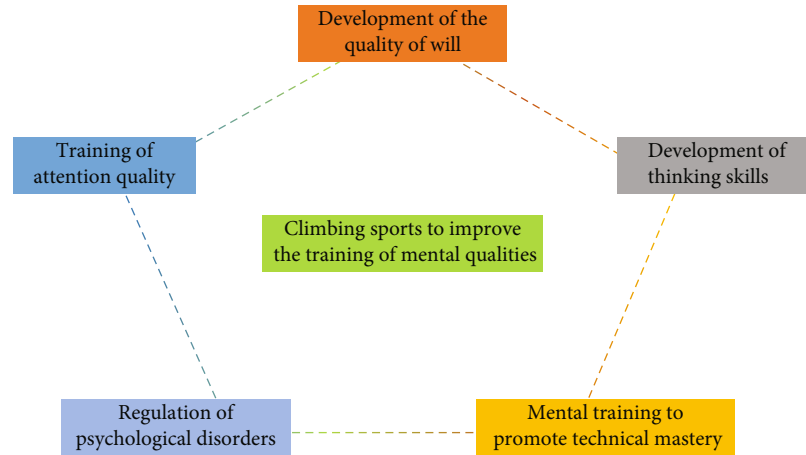 Development of the
quality of will
Training of
attention quality
Development of
thinking skills
Climbing sports to improve
the training of mental qualities
Regulation of
psychological disorders
Mental training to
promote technical mastery